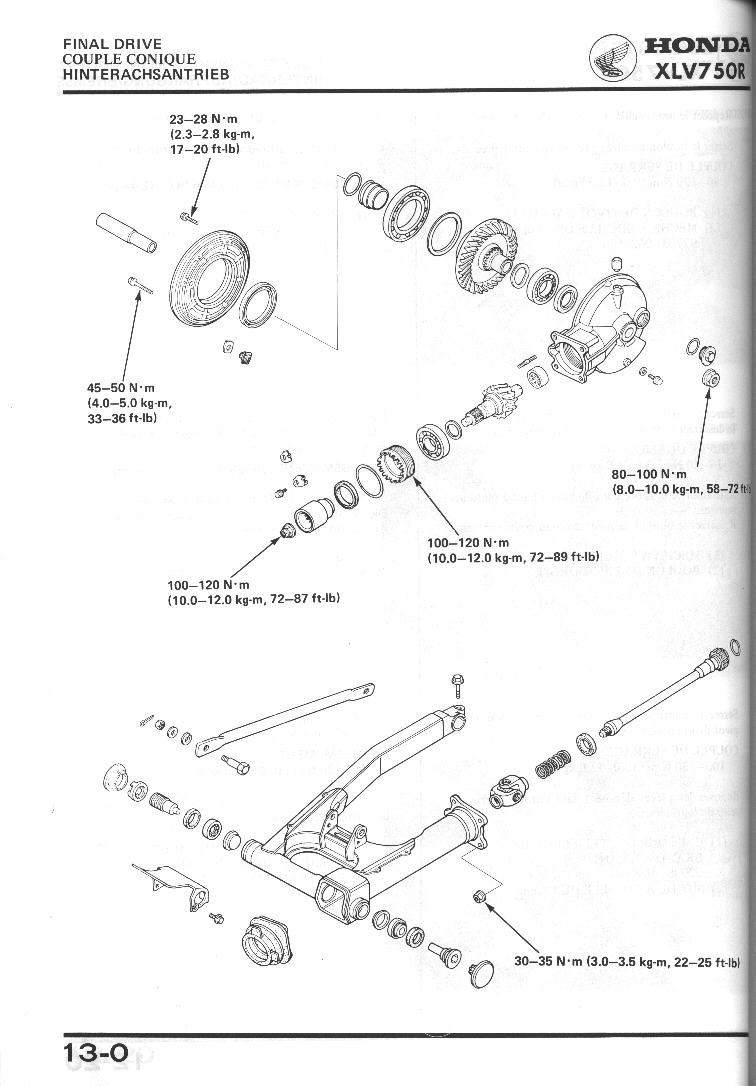 FINAL DRIVE
COUPLE CONIQUE
HINTERACHSANTRIEB
HONDA
XLV750R
23–28 N·m
(2.3–2.8 kg-m,
17–20 ft-lb)
45–50 N·m
(4.0–5.0 kg-m,
33–36 ft-lb)
80–100 N·m
(8.0–10.0 kg-m, 58–72 ft-lb
100–120 N·m
(10.0–12.0 kg-m, 72–89 ft-lb)
100–120 N·m
(10.0–12.0 kg-m, 72–87 ft-lb)
30–35 N·m (3.0–3.5 kg-m, 22–25 ft-lb)
13-0